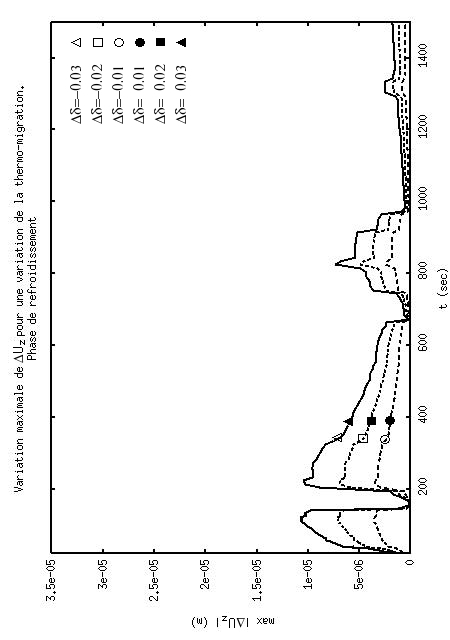 Variation maximale de ΔUz pour une variation de la thermo-migration.
Phase de refroidissement
Δδ=-0.03
Δδ=-0.02
Δδ=-0.01
Δδ= 0.01
Δδ= 0.02
Δδ= 0.03
3.5e-05
3e-05
2.5e-05
2e-05
1.5e-05
1e-05
5e-06
0
max |ΔUz| (m)
200
400
600
800
1000
1200
1400
t (sec)